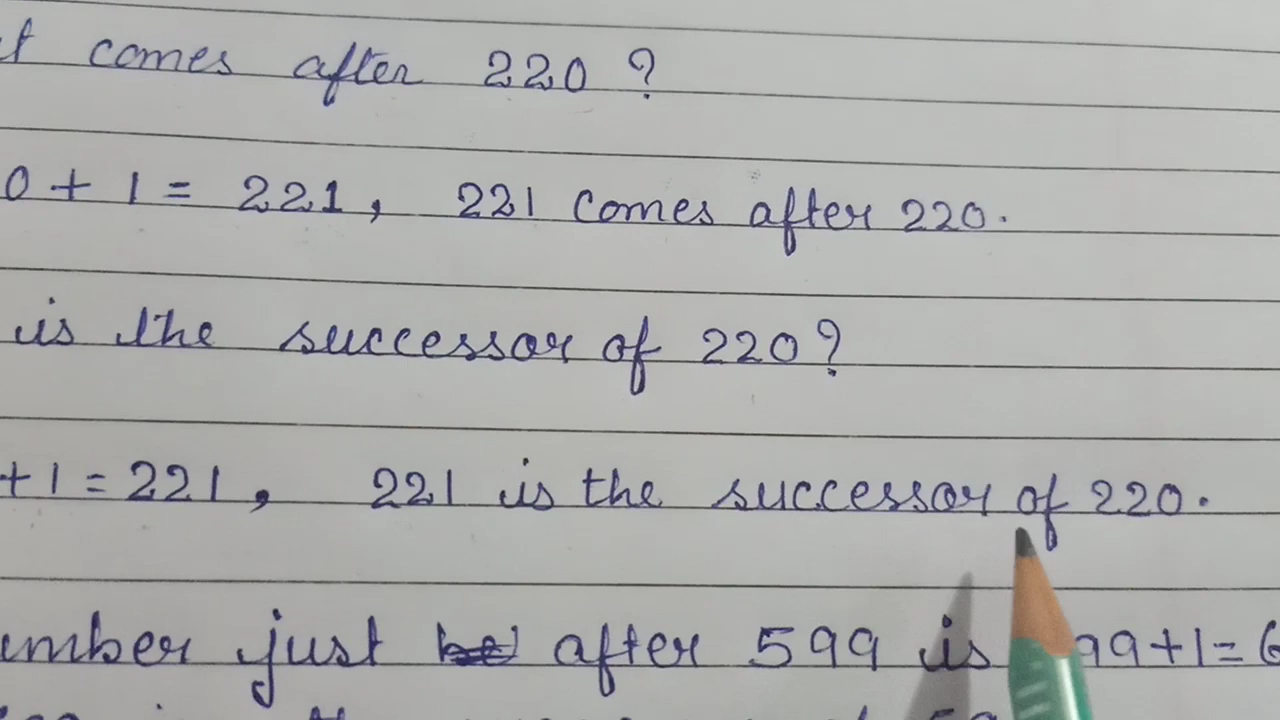 comes after 220 ?
0 + 1 = 221, 221 comes after 220.
is the successor of 220?
+ 1 = 221, 221 is the successor of 220.
umber just after 599 is 99+1=6